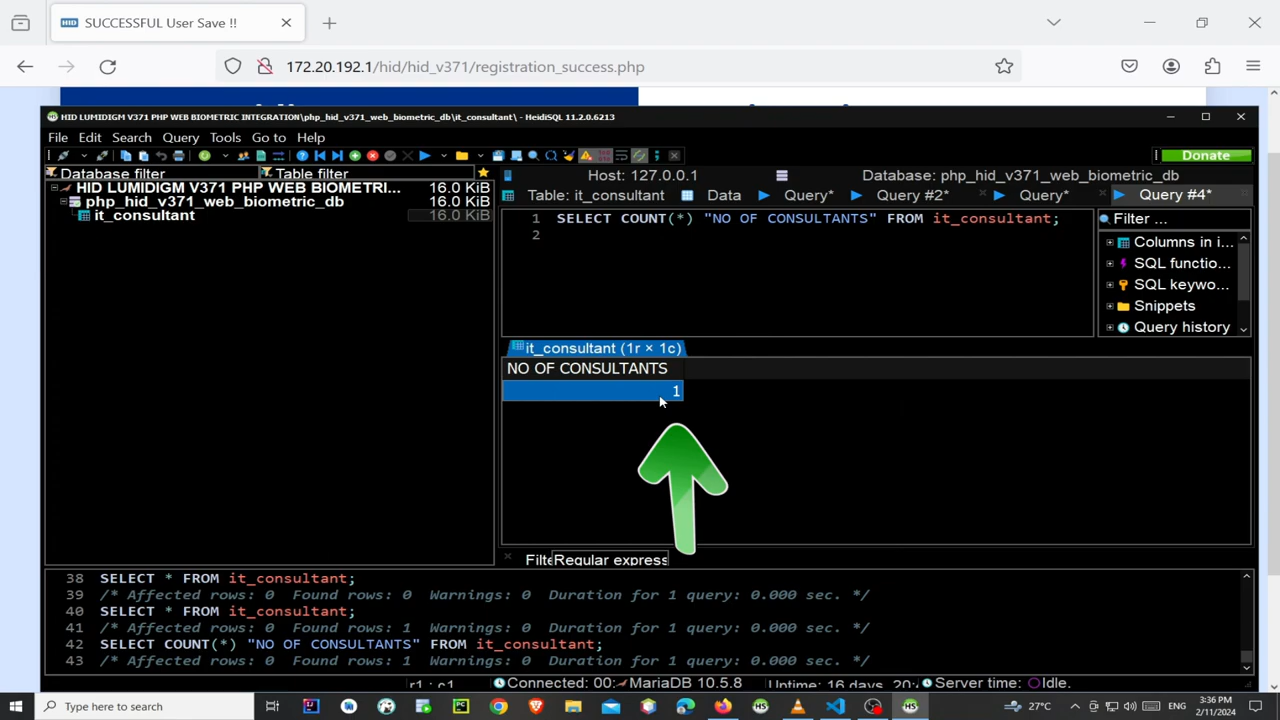 SUCCESSFUL User Save !!
172.20.192.1/hid/hid_v371/registration_success.php
HID LUMIDIGM V371 PHP WEB BIOMETRIC INTEGRATION\php_hid_v371_web_biometric_db\it_consultant\ - HeidiSQL 11.2.0.6213
File Edit Search Query Tools Go to Help
Donate
Database filter Table filter
HID LUMIDIGM V371 PHP WEB BIOMETRI... 16.0 KiB
php_hid_v371_web_biometric_db 16.0 KiB
it_consultant 16.0 KiB
Host: 127.0.0.1 Database: php_hid_v371_web_biometric_db
Table: it_consultant Data Query* Query #2* Query* Query #4*
1 SELECT COUNT(*) "NO OF CONSULTANTS" FROM it_consultant;
2
Filter ...
Columns in i...
SQL functio...
SQL keywo...
Snippets
Query history
it_consultant (1r × 1c)
NO OF CONSULTANTS
1
Filte Regular express
38 SELECT * FROM it_consultant;
39 /* Affected rows: 0 Found rows: 0 Warnings: 0 Duration for 1 query: 0.000 sec. */
40 SELECT * FROM it_consultant;
41 /* Affected rows: 0 Found rows: 1 Warnings: 0 Duration for 1 query: 0.000 sec. */
42 SELECT COUNT(*) "NO OF CONSULTANTS" FROM it_consultant;
43 /* Affected rows: 0 Found rows: 1 Warnings: 0 Duration for 1 query: 0.000 sec. */
r1 : c1 Connected: 00: MariaDB 10.5.8 Uptime: 16 days, 20: Server time: Idle.
Type here to search
27°C
ENG
3:36 PM
2/11/2024